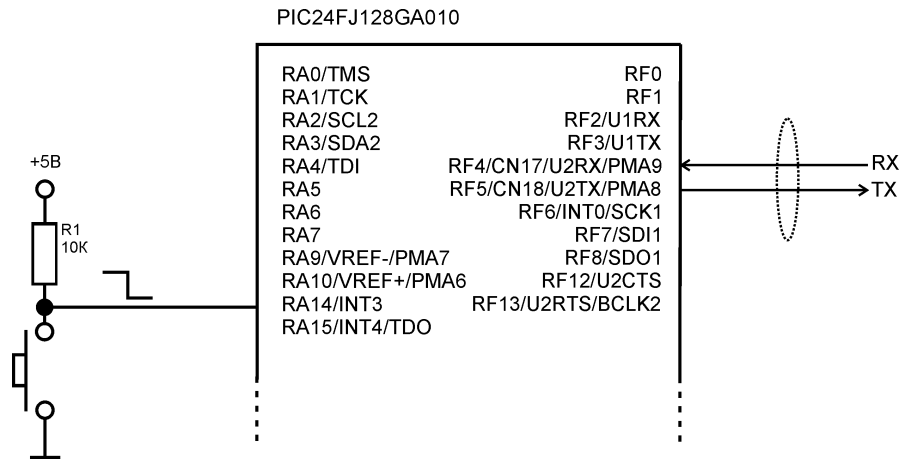 PIC24FJ128GA010
RA0/TMS
RA1/TCK
RA2/SCL2
RA3/SDA2
RA4/TDI
RA5
RA6
RA7
RA9/VREF-/PMA7
RA10/VREF+/PMA6
RA14/INT3
RA15/INT4/TDO
RF0
RF1
RF2/U1RX
RF3/U1TX
RF4/CN17/U2RX/PMA9
RF5/CN18/U2TX/PMA8
RF6/INT0/SCK1
RF7/SDI1
RF8/SDO1
RF12/U2CTS
RF13/U2RTS/BCLK2
RX
TX
+5В
R1
10К